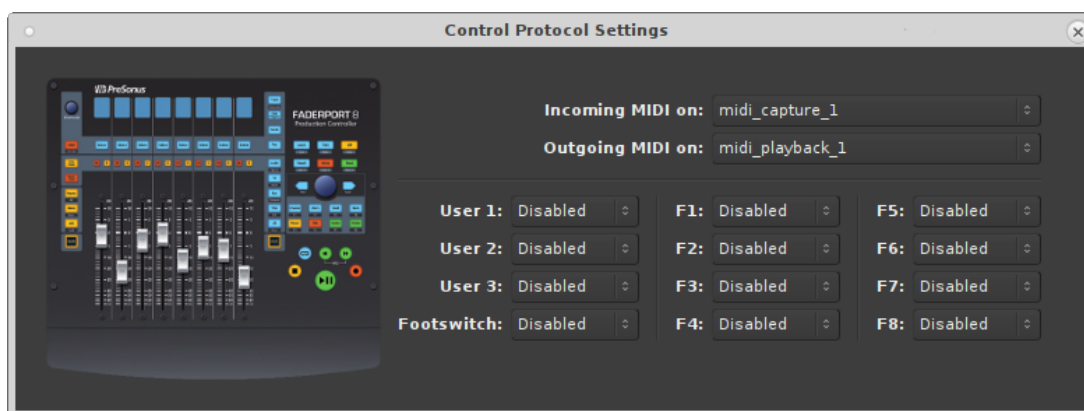 Control Protocol Settings
PreSonus
FADERPORT 8
Production Controller
Incoming MIDI on: midi_capture_1
Outgoing MIDI on: midi_playback_1
User 1: Disabled F1: Disabled F5: Disabled
User 2: Disabled F2: Disabled F6: Disabled
User 3: Disabled F3: Disabled F7: Disabled
Footswitch: Disabled F4: Disabled F8: Disabled